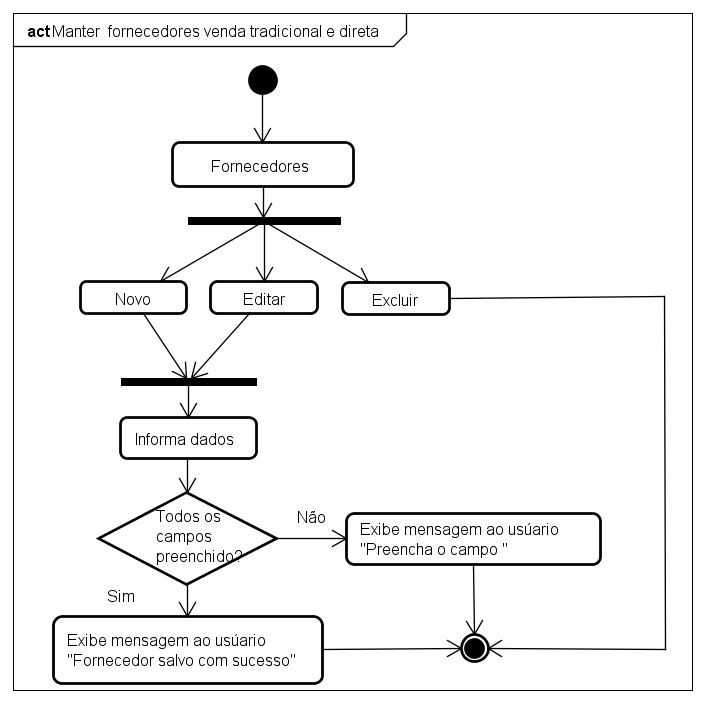 act Manter fornecedores venda tradicional e direta
Fornecedores
Novo
Editar
Excluir
Informa dados
Todos os
campos
preenchido?
Não
Exibe mensagem ao usúario
"Preencha o campo "
Sim
Exibe mensagem ao usúario
"Fornecedor salvo com sucesso"